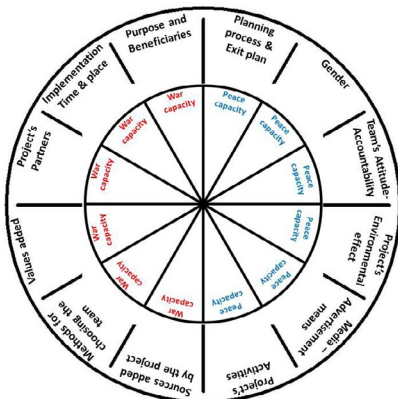 Planning
process &
Exit plan
Gender
Team's Attitude-
Accountability
Project's
Environmental
effect
Media –
Advertisement
means
Project's
Activities
Sources added
by the project
Methods for
choosing the
team
Values added
Project's
Partners
Implementation
Time & place
Purpose and
Beneficiaries
Peace
capacity
Peace
capacity
Peace
capacity
Peace
capacity
Peace
capacity
Peace
capacity
War
capacity
War
capacity
War
capacity
War
capacity
War
capacity
War
capacity